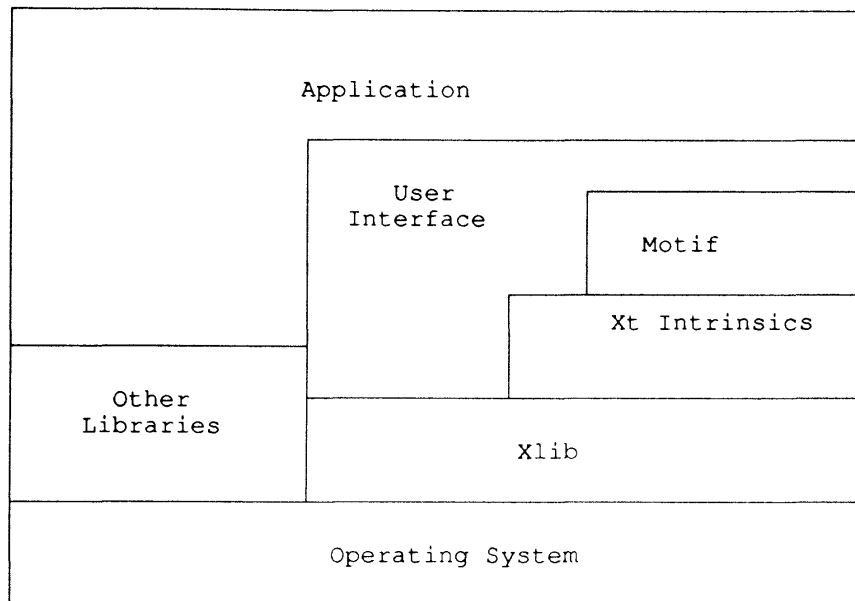 Application
User
Interface
Motif
Xt Intrinsics
Other
Libraries
Xlib
Operating System